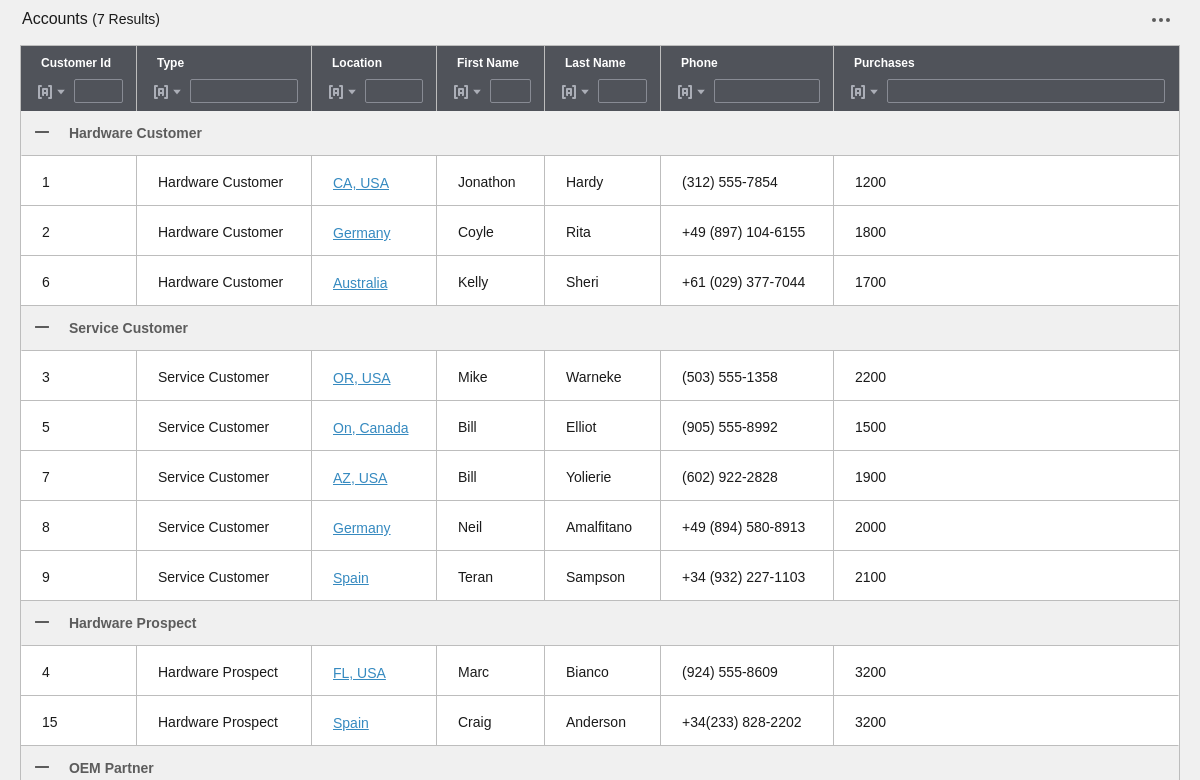 Accounts (7 Results)
Customer Id Type Location First Name Last Name Phone Purchases
Hardware Customer
1 Hardware Customer CA, USA Jonathon Hardy (312) 555-7854 1200
2 Hardware Customer Germany Coyle Rita +49 (897) 104-6155 1800
6 Hardware Customer Australia Kelly Sheri +61 (029) 377-7044 1700
Service Customer
3 Service Customer OR, USA Mike Warneke (503) 555-1358 2200
5 Service Customer On, Canada Bill Elliot (905) 555-8992 1500
7 Service Customer AZ, USA Bill Yolierie (602) 922-2828 1900
8 Service Customer Germany Neil Amalfitano +49 (894) 580-8913 2000
9 Service Customer Spain Teran Sampson +34 (932) 227-1103 2100
Hardware Prospect
4 Hardware Prospect FL, USA Marc Bianco (924) 555-8609 3200
15 Hardware Prospect Spain Craig Anderson +34(233) 828-2202 3200
OEM Partner